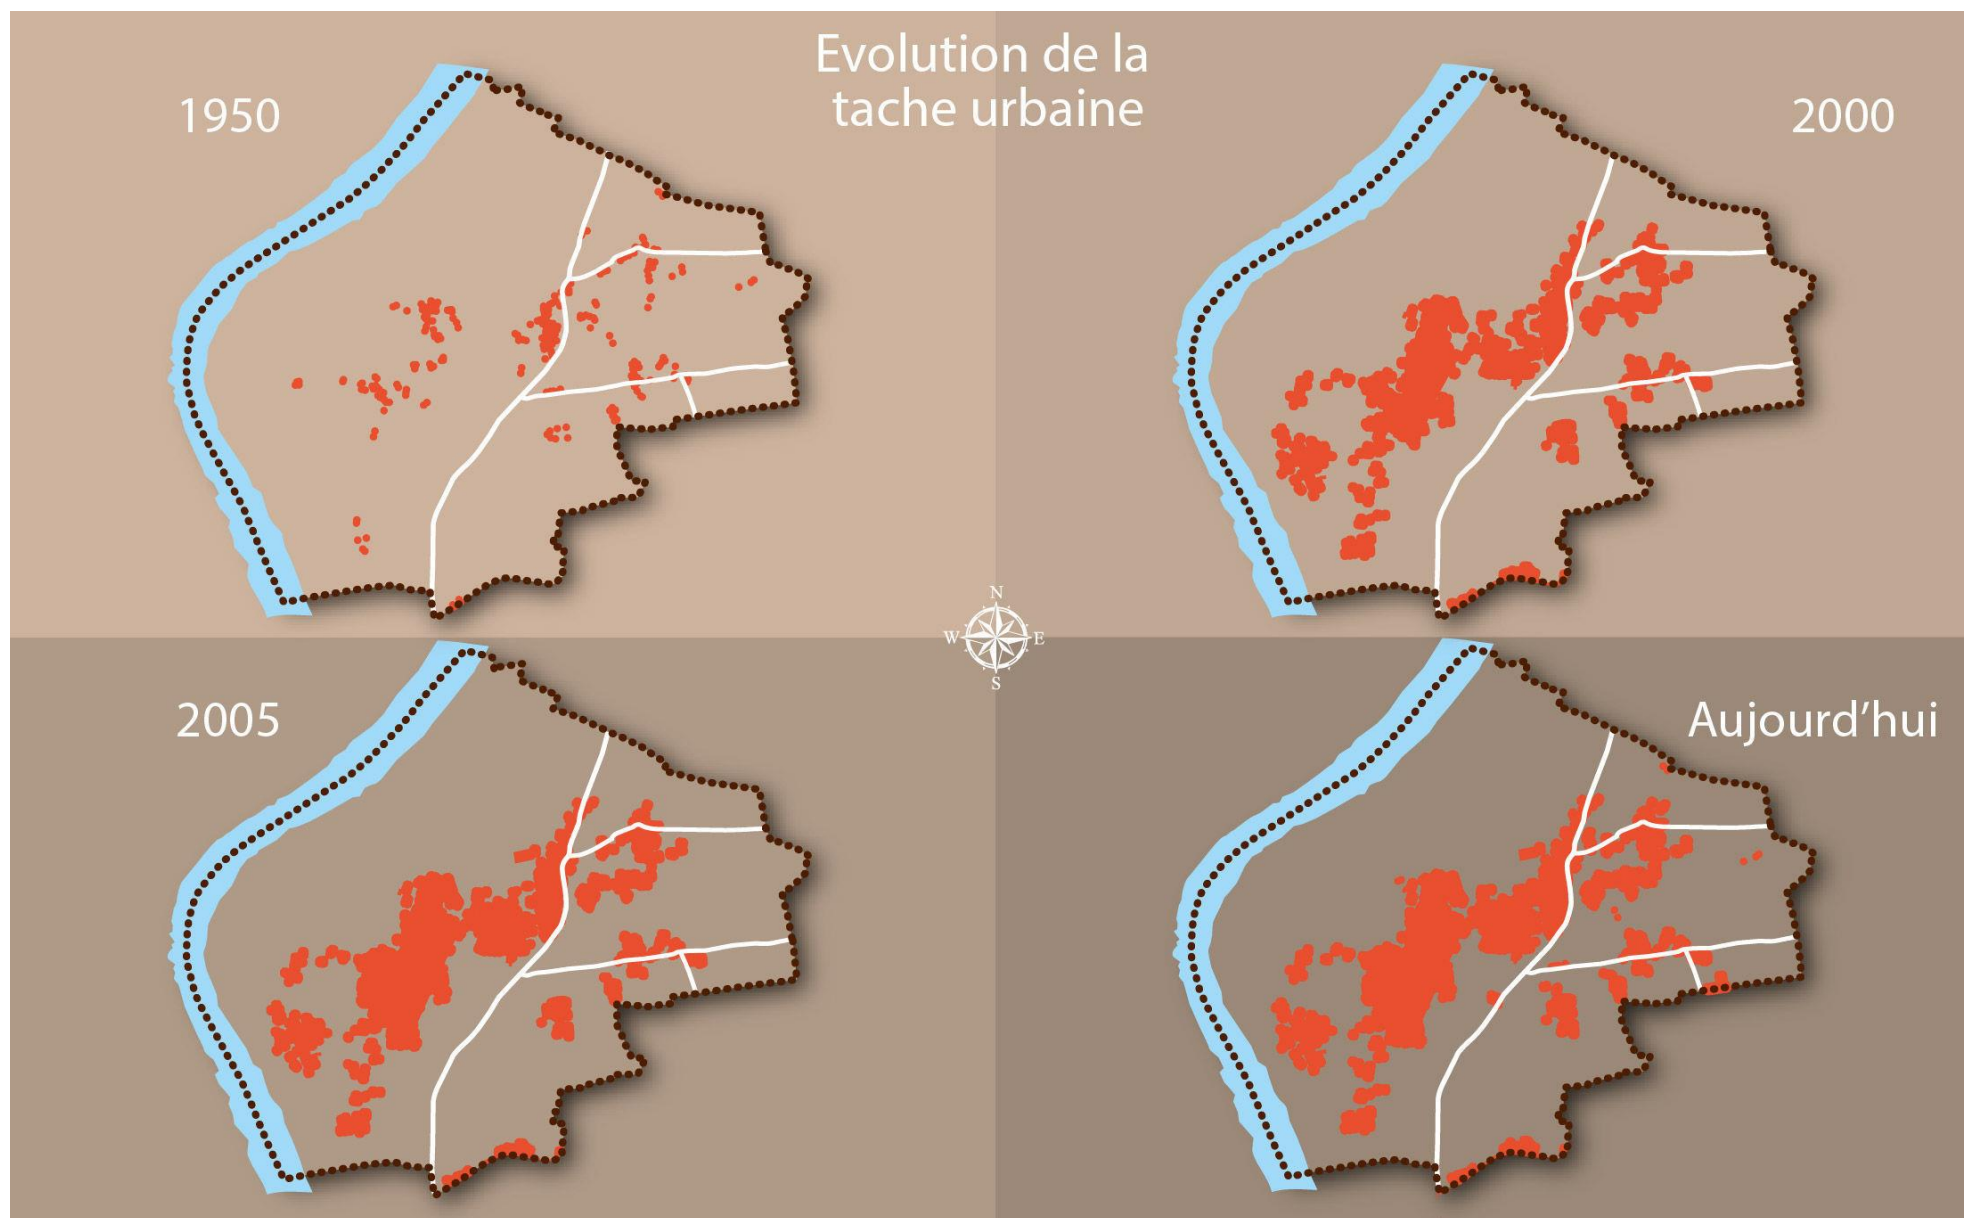 Evolution de la
tache urbaine
1950
2000
N
W E
S
2005
Aujourd'hui